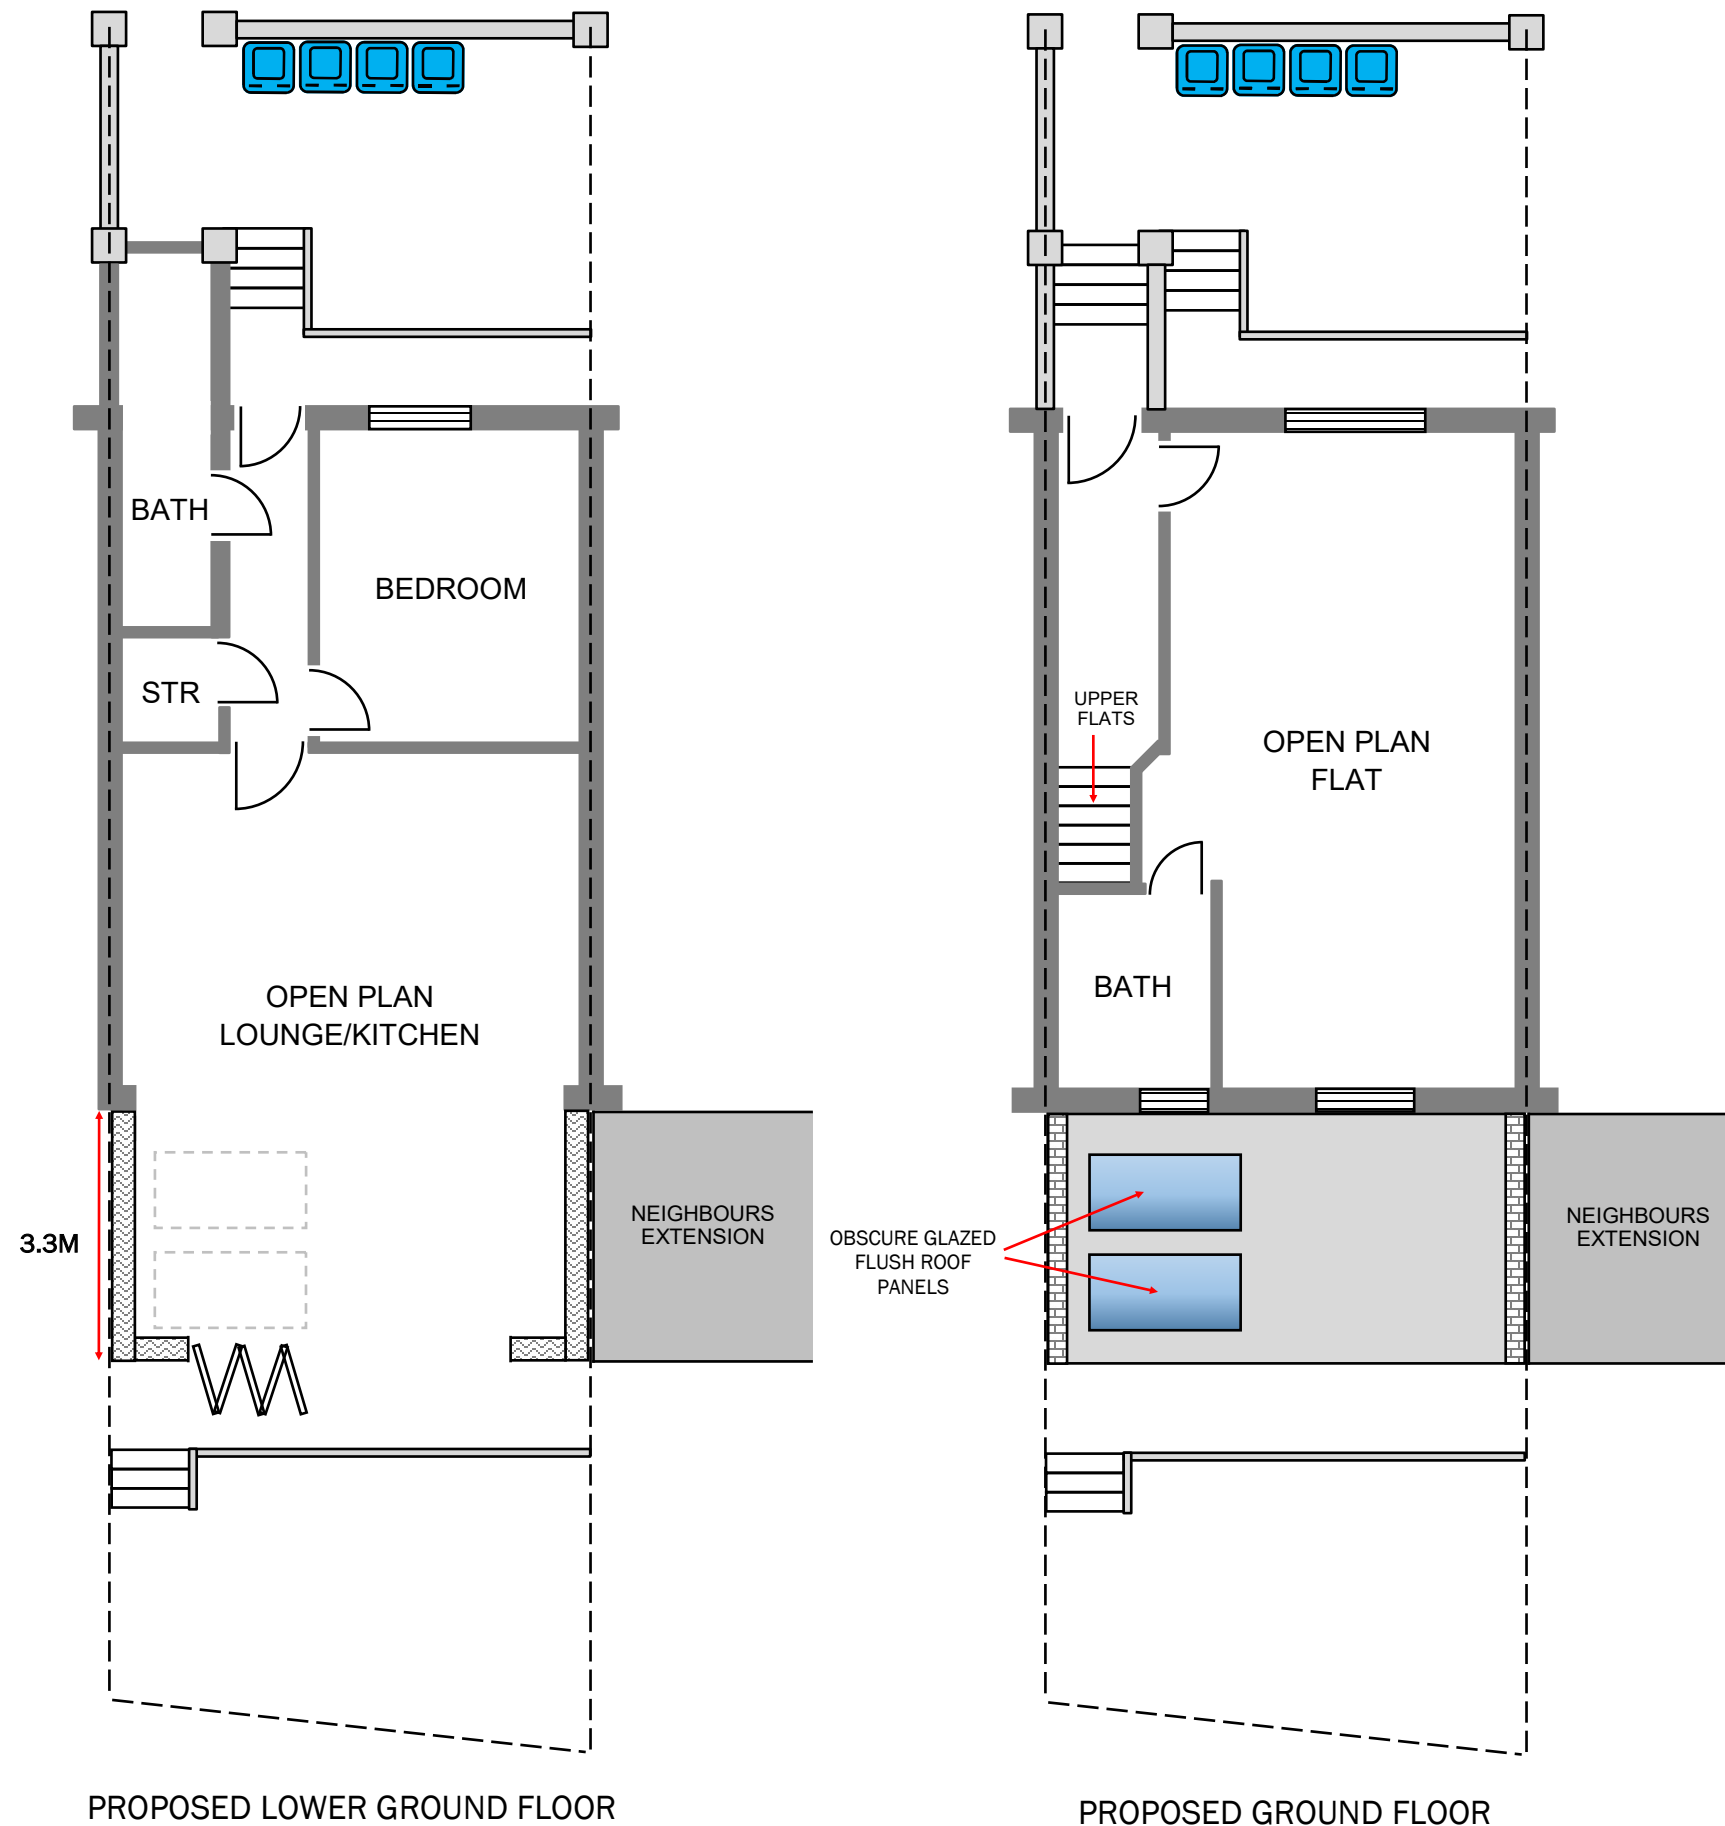 BATH
BEDROOM
STR
OPEN PLAN
LOUNGE/KITCHEN
3.3M
NEIGHBOURS
EXTENSION
PROPOSED LOWER GROUND FLOOR
UPPER
FLATS
OPEN PLAN
FLAT
BATH
OBSCURE GLAZED
FLUSH ROOF
PANELS
NEIGHBOURS
EXTENSION
PROPOSED GROUND FLOOR